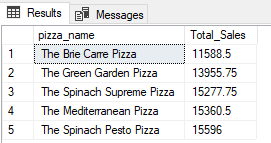 Results Messages
pizza_name Total_Sales
1 The Brie Carre Pizza 11588.5
2 The Green Garden Pizza 13955.75
3 The Spinach Supreme Pizza 15277.75
4 The Mediterranean Pizza 15360.5
5 The Spinach Pesto Pizza 15596